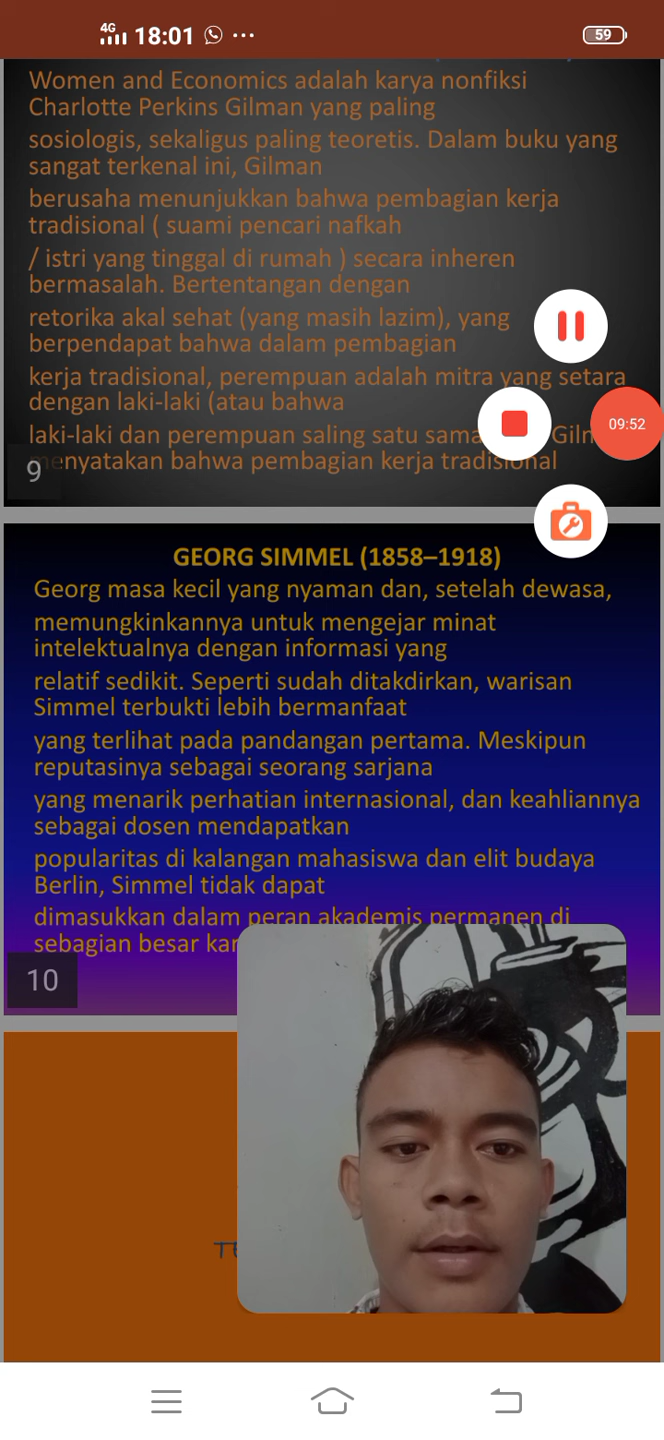 4G 18:01 59
Women and Economics adalah karya nonfiksi
Charlotte Perkins Gilman yang paling
sosiologis, sekaligus paling teoretis. Dalam buku yang
sangat terkenal ini, Gilman
berusaha menunjukkan bahwa pembagian kerja
tradisional ( suami pencari nafkah
/ istri yang tinggal di rumah ) secara inheren
bermasalah. Bertentangan dengan
retorika akal sehat (yang masih lazim), yang
berpendapat bahwa dalam pembagian
kerja tradisional, perempuan adalah mitra yang setara
dengan laki-laki (atau bahwa
09:52
laki-laki dan perempuan saling satu sama
menyatakan bahwa pembagian kerja tradisional
9
GEORG SIMMEL (1858–1918)
Georg masa kecil yang nyaman dan, setelah dewasa,
memungkinkannya untuk mengejar minat
intelektualnya dengan informasi yang
relatif sedikit. Seperti sudah ditakdirkan, warisan
Simmel terbukti lebih bermanfaat
yang terlihat pada pandangan pertama. Meskipun
reputasinya sebagai seorang sarjana
yang menarik perhatian internasional, dan keahliannya
sebagai dosen mendapatkan
popularitas di kalangan mahasiswa dan elit budaya
Berlin, Simmel tidak dapat
dimasukkan dalam peran akademis permanen di
sebagian besar
10